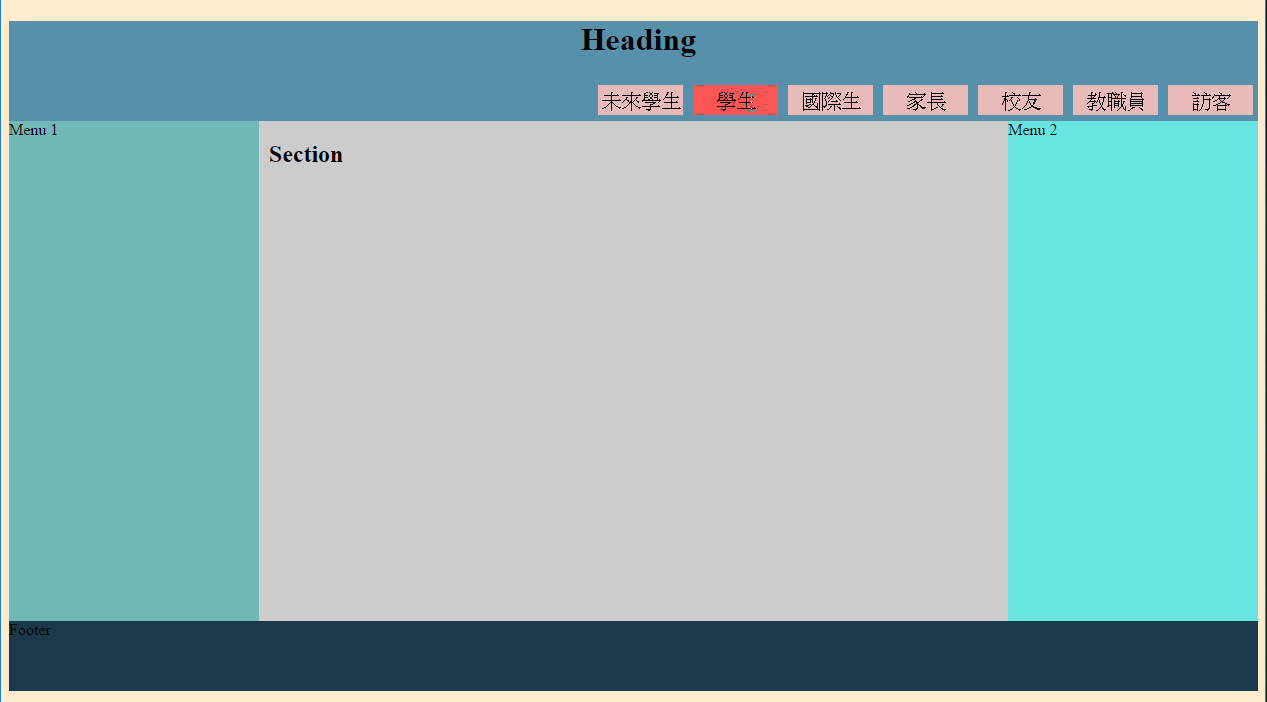 Heading
未來學生 學生 國際生 家長 校友 教職員 訪客
Menu 1
Section
Menu 2
Footer